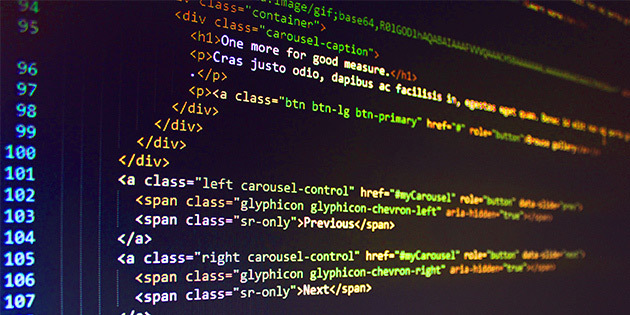 94 .image/gif;base64,R0lGODlhAQABAIAAAF
95 class="container">
<div class="carousel-caption">
<h1>One more for good measure.</h1>
96 <p>Cras justo odio, dapibus ac facilisis in, egestas eget quam.
97 .</p>
98 <p><a class="btn btn-lg btn-primary" href="#" role="button">Browse gallery</a></p>
99 </div>
100 </div>
101 </div>
</div>
102 <a class="left carousel-control" href="#myCarousel" role="button" data-slide="prev">
103 <span class="glyphicon glyphicon-chevron-left" aria-hidden="true"></span>
104 <span class="sr-only">Previous</span>
105 </a>
<a class="right carousel-control" href="#myCarousel" role="button" data-slide="next">
106 <span class="glyphicon glyphicon-chevron-right" aria-hidden="true"></span>
107 <span class="sr-only">Next</span>